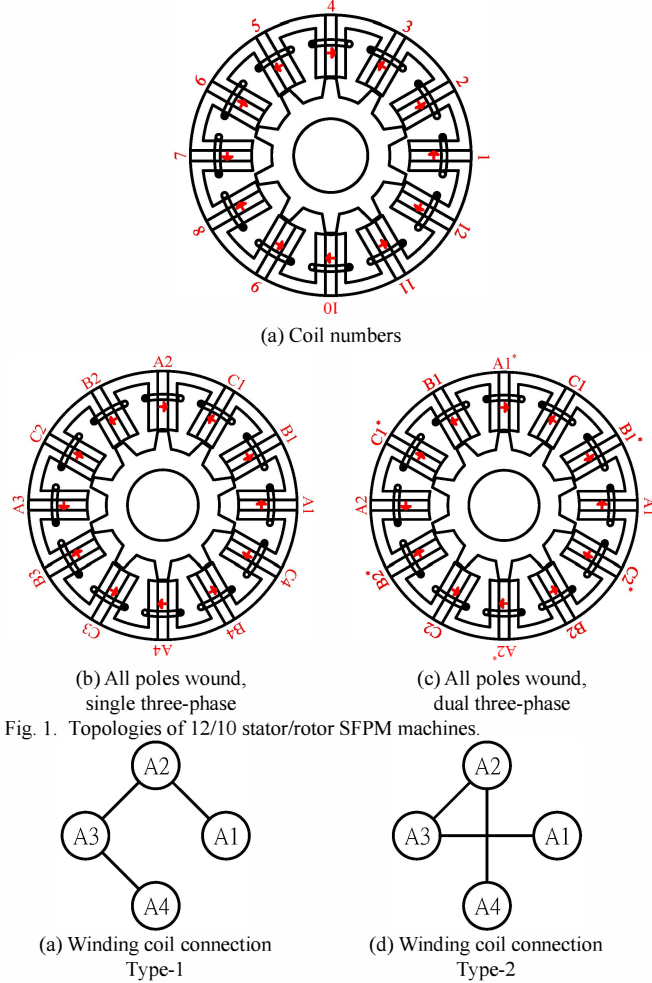 4
5
3
6
2
7
1
8
12
9
11
10
(a) Coil numbers
A2
B2
C1
C2
B1
A3
A1
B3
C4
C3
B4
A4
(b) All poles wound,
single three-phase
A1*
B1
C1
C1*
B1*
A2
A1
B2*
C2*
C2
B2
A2*
(c) All poles wound,
dual three-phase
Fig. 1. Topologies of 12/10 stator/rotor SFPM machines.
A2
A3
A1
A4
(a) Winding coil connection
Type-1
A2
A3
A1
A4
(d) Winding coil connection
Type-2